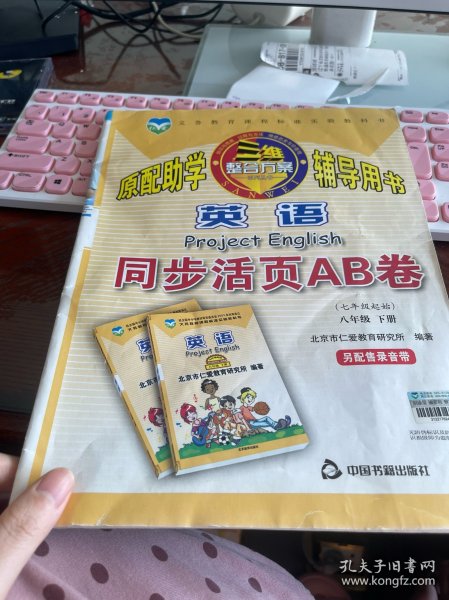 义务教育课程标准实验教科书
三维
整合方案
SANWEI
原配助学
辅导用书
英语
Project English
同步活页AB卷
(七年级起始)
八年级 下册
北京市仁爱教育研究所 编著
另配售录音带
英语
Project English
北京市仁爱教育研究所 编著
中国书籍出版社
孔夫子旧书网
www.kongfz.com